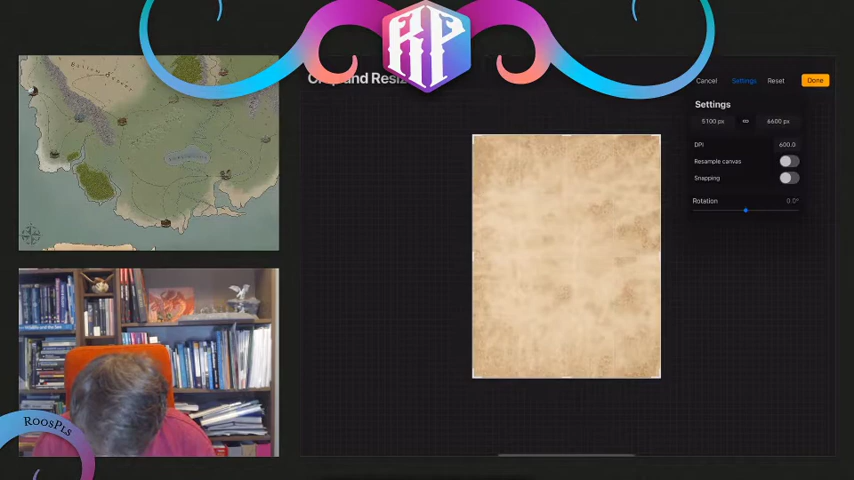 RP
Crop and Resize
Cancel Settings Reset Done
Settings
5100 px 6600 px
DPI 600.0
Resample canvas
Snapping
Rotation 0.0°
RoosPls